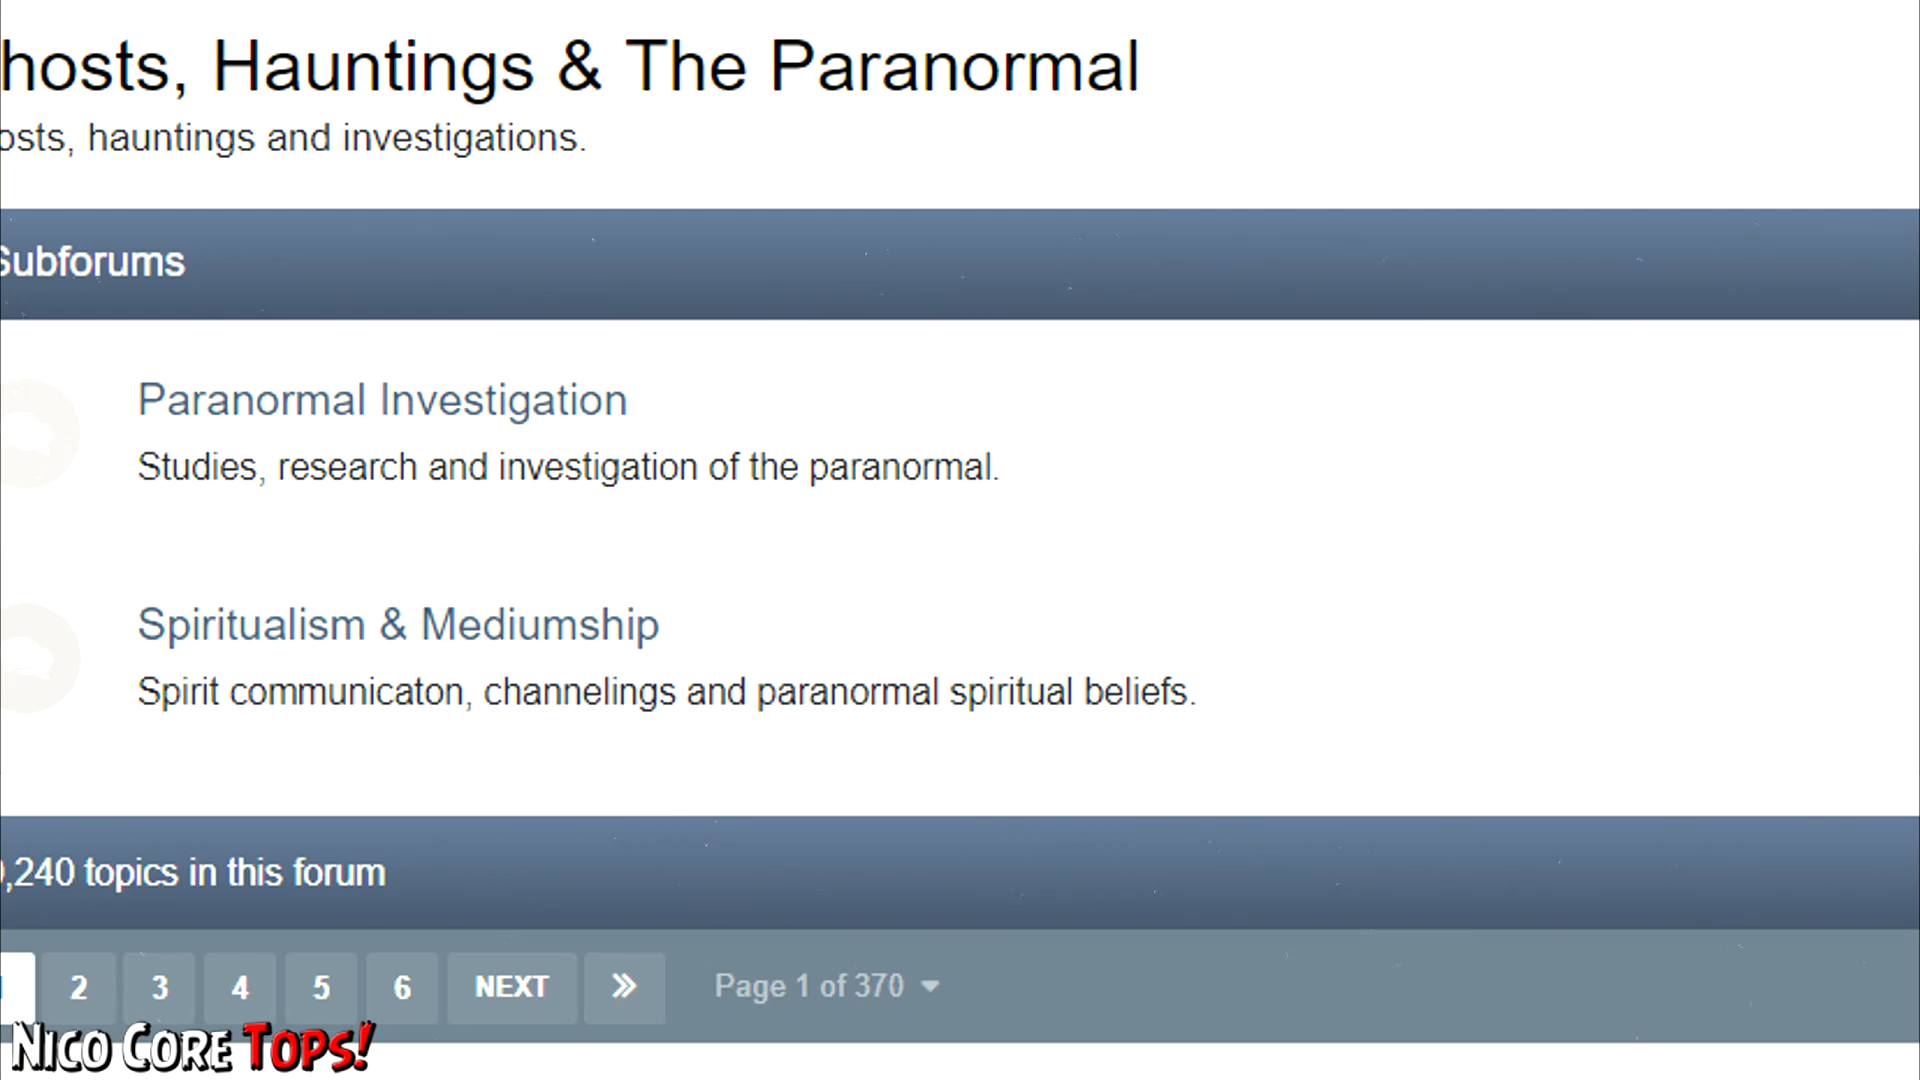 hosts, Hauntings & The Paranormal
osts, hauntings and investigations.
Subforums
Paranormal Investigation
Studies, research and investigation of the paranormal.
Spiritualism & Mediumship
Spirit communicaton, channelings and paranormal spiritual beliefs.
,240 topics in this forum
2 3 4 5 6 NEXT » Page 1 of 370
NICO CORE TOPS!